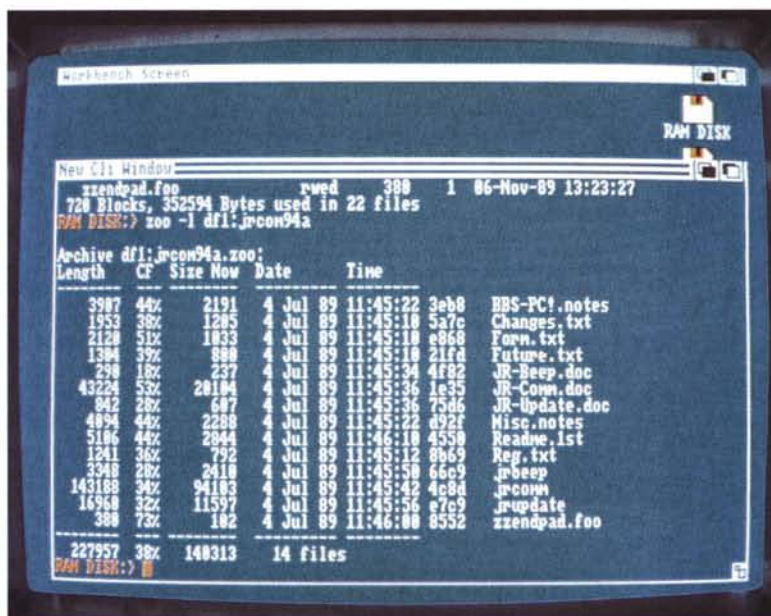 Workbench Screen
RAM DISK
New Cli Window
zzendpad.foo rwed 380 1 06-Nov-89 13:23:27
720 Blocks, 352594 Bytes used in 22 files
RAM DISK:> zoo -l df1:jrcom94a
Archive df1:jrcom94a.zoo:
Length CF Size Now Date Time
-------- --- -------- --------- --------
3907 44% 2191 4 Jul 89 11:45:22 3eb8 BBS-PC!.notes
1953 38% 1205 4 Jul 89 11:45:10 5a7c Changes.txt
2120 51% 1033 4 Jul 89 11:45:10 e868 Form.txt
1304 39% 800 4 Jul 89 11:45:10 21fd Future.txt
290 18% 237 4 Jul 89 11:45:34 4f82 JR-Beep.doc
43224 53% 20104 4 Jul 89 11:45:36 1e35 JR-Comm.doc
842 28% 607 4 Jul 89 11:45:36 75d6 JR-Update.doc
4094 44% 2288 4 Jul 89 11:45:22 d92f Misc.notes
5106 44% 2844 4 Jul 89 11:46:10 4550 Readme.1st
1241 36% 792 4 Jul 89 11:45:12 8b69 Reg.txt
3348 28% 2410 4 Jul 89 11:45:50 66c9 jrbeep
143188 34% 94103 4 Jul 89 11:45:42 4c8d jrcomm
16960 32% 11597 4 Jul 89 11:45:56 e7c9 jrupdate
380 73% 102 4 Jul 89 11:46:00 8552 zzendpad.foo
-------- --- -------- --------- --------
227957 38% 140313 14 files
RAM DISK:>